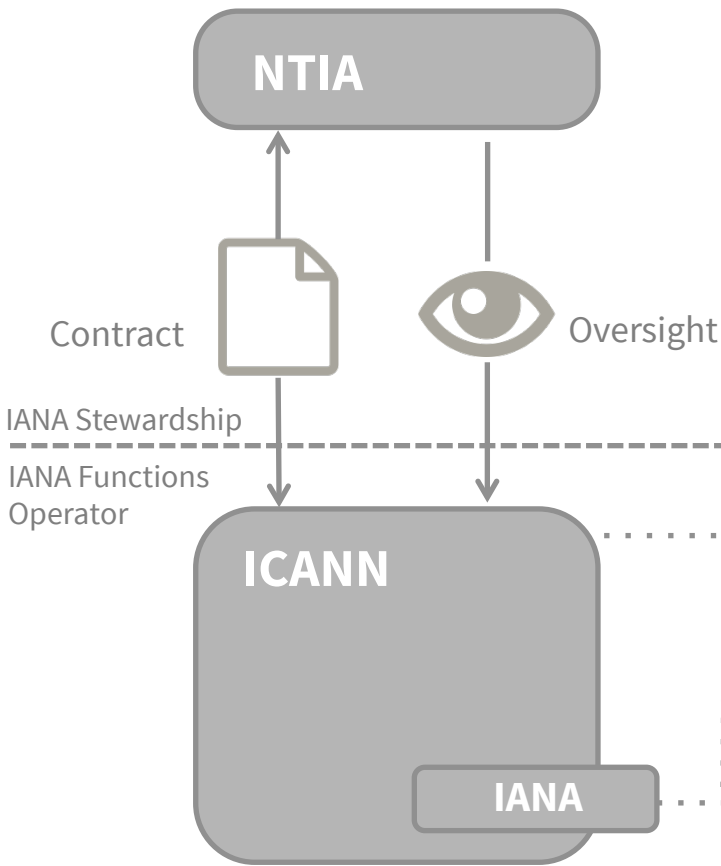 NTIA
Contract
Oversight
IANA Stewardship
IANA Functions
Operator
ICANN
IANA